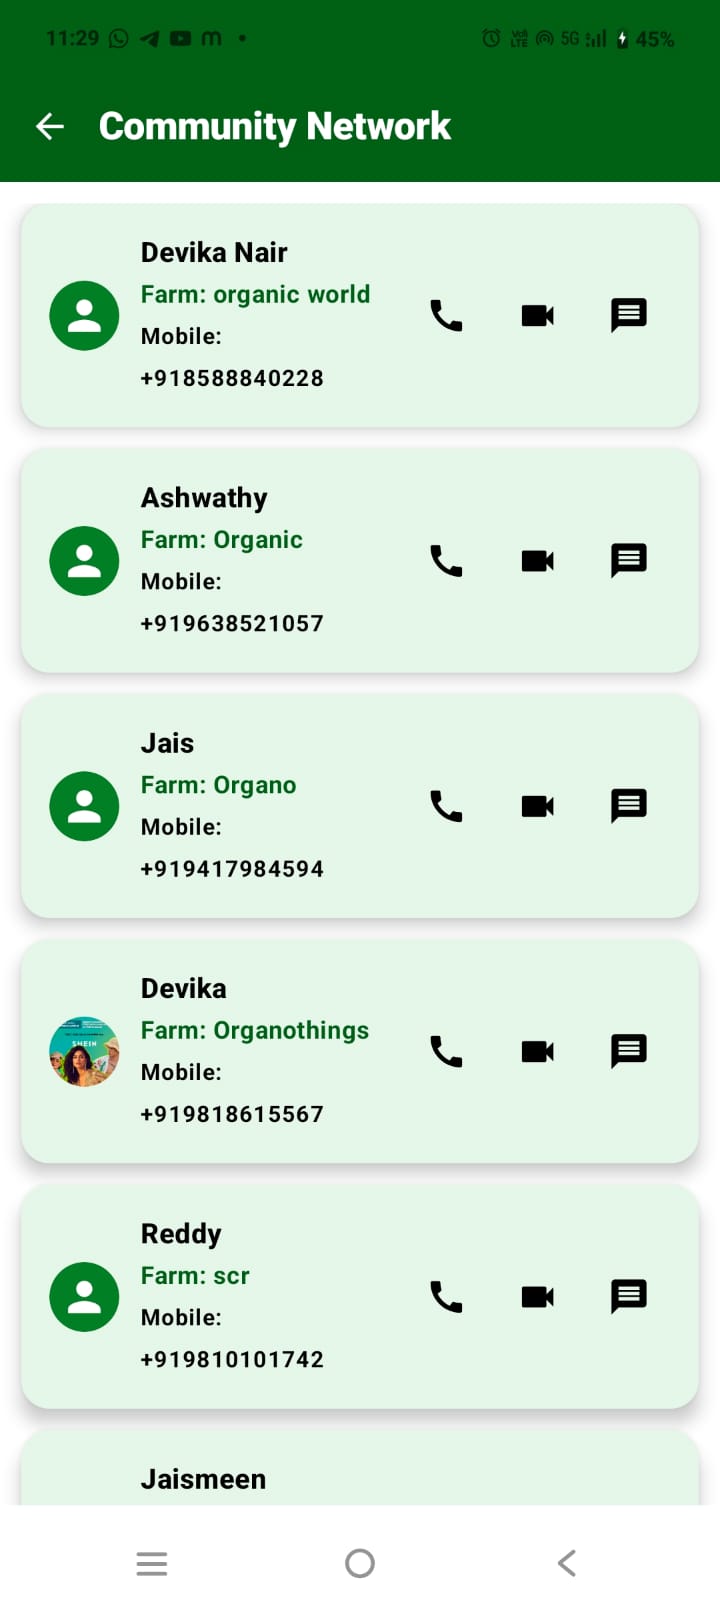 11:29 45%
5G
Community Network
Devika Nair
Farm: organic world
Mobile:
+918588840228
Ashwathy
Farm: Organic
Mobile:
+919638521057
Jais
Farm: Organo
Mobile:
+919417984594
SHEIN
Devika
Farm: Organothings
Mobile:
+919818615567
Reddy
Farm: scr
Mobile:
+919810101742
Jaismeen